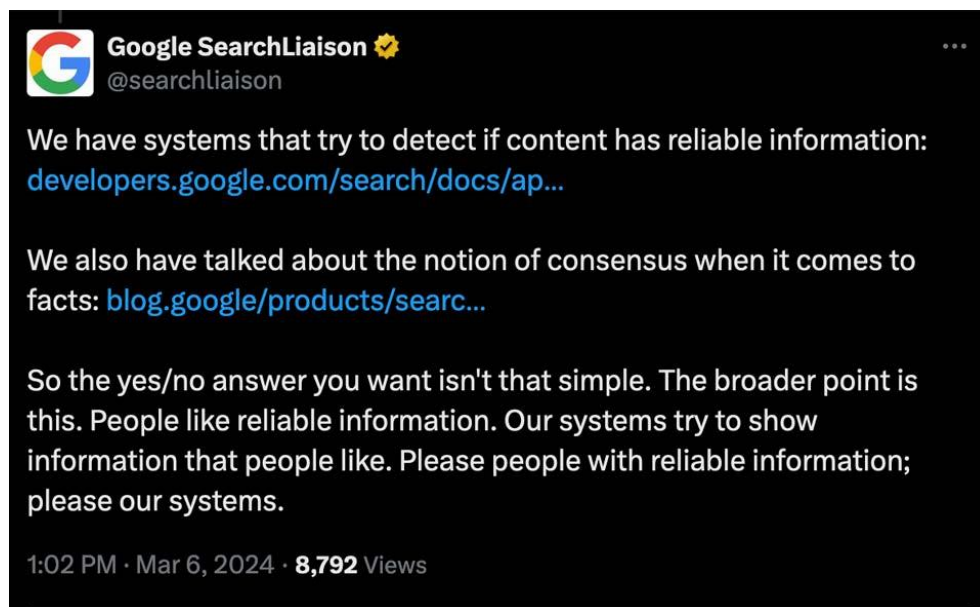 Google SearchLiaison
@searchliaison
We have systems that try to detect if content has reliable information:
developers.google.com/search/docs/ap...
We also have talked about the notion of consensus when it comes to
facts: blog.google/products/searc...
So the yes/no answer you want isn't that simple. The broader point is
this. People like reliable information. Our systems try to show
information that people like. Please people with reliable information;
please our systems.
1:02 PM · Mar 6, 2024 · 8,792 Views